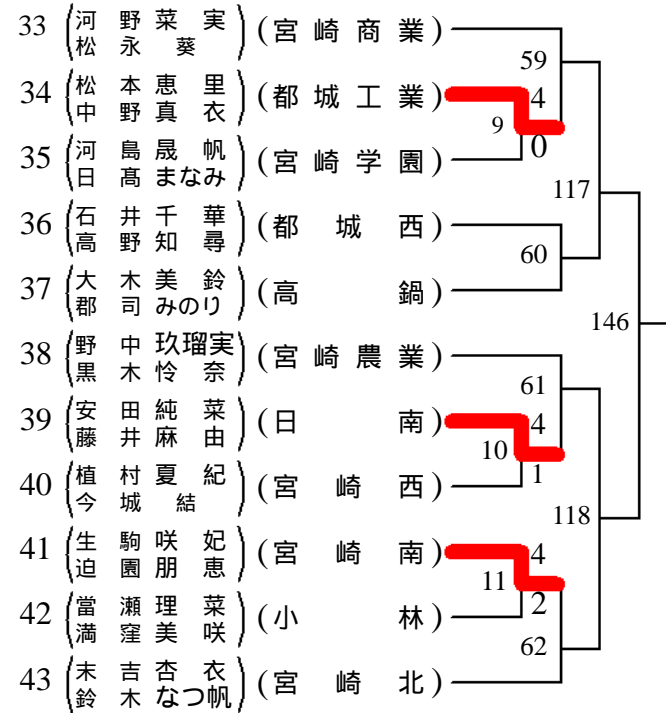 33 河野菜実 (宮崎商業)
松永葵
59
34 松本恵里 (都城工業) 4
中野真衣
9 0
35 河島晟帆 (宮崎学園)
日髙まなみ
117
36 石井千華 (都城西)
高野知尋
60
37 大木美鈴 (高鍋)
郡司みのり
146
38 野中玖瑠実 (宮崎農業)
黒木怜奈
61
39 安田純菜 (日南) 4
藤井麻由
10 1
40 植村夏紀 (宮崎西)
今城結
118
41 生駒咲妃 (宮崎南) 4
迫園朋恵
11 2
42 當瀬理菜 (小林)
満窪美咲
62
43 末吉杏衣 (宮崎北)
鈴木なつ帆